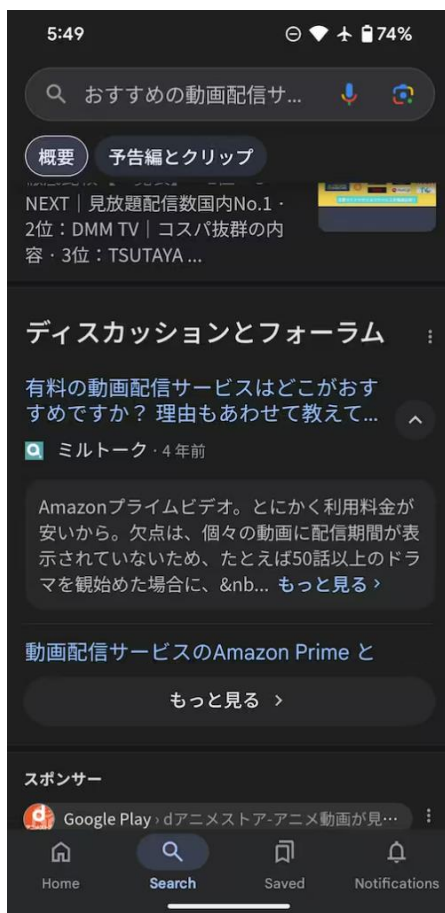 5:49
74%
おすすめの動画配信サ...
概要
予告編とクリップ
NEXT｜見放題配信数国内No.1・
2位：DMM TV｜コスパ抜群の内
容・3位：TSUTAYA ...
ディスカッションとフォーラム
有料の動画配信サービスはどこがおす
すめですか？ 理由もあわせて教えて...
ミルトーク · 4 年前
Amazonプライムビデオ。とにかく利用料金が
安いから。欠点は、個々の動画に配信期間が表
示されていないため、たとえば50話以上のドラ
マを観始めた場合に、&nb... もっと見る ›
動画配信サービスのAmazon Prime と
もっと見る ›
スポンサー
Google Play › dアニメストア-アニメ動画が見…
Home
Search
Saved
Notifications